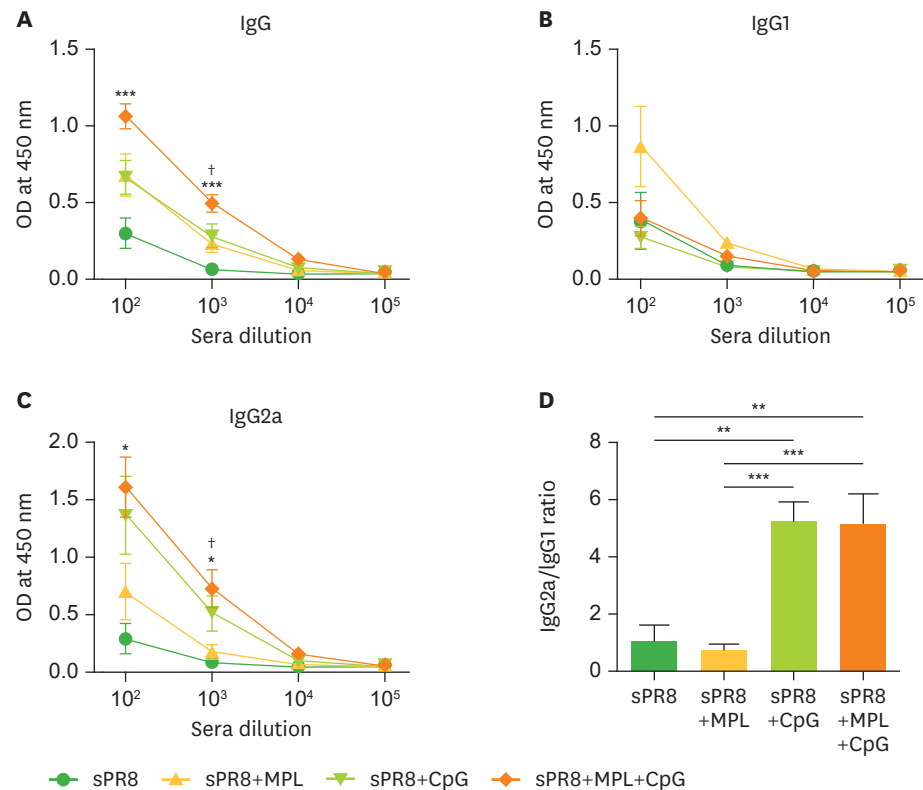 A
IgG
OD at 450 nm
1.5
1.0
0.5
0.0
***
†
***
10²
10³
10⁴
10⁵
Sera dilution
B
IgG1
OD at 450 nm
1.5
1.0
0.5
0.0
10²
10³
10⁴
10⁵
Sera dilution
C
IgG2a
OD at 450 nm
2.0
1.5
1.0
0.5
0.0
*
†
*
10²
10³
10⁴
10⁵
Sera dilution
D
IgG2a/IgG1 ratio
8
6
4
2
0
**
**
***
***
sPR8
sPR8
+MPL
sPR8
+CpG
sPR8
+MPL
+CpG
sPR8
sPR8+MPL
sPR8+CpG
sPR8+MPL+CpG